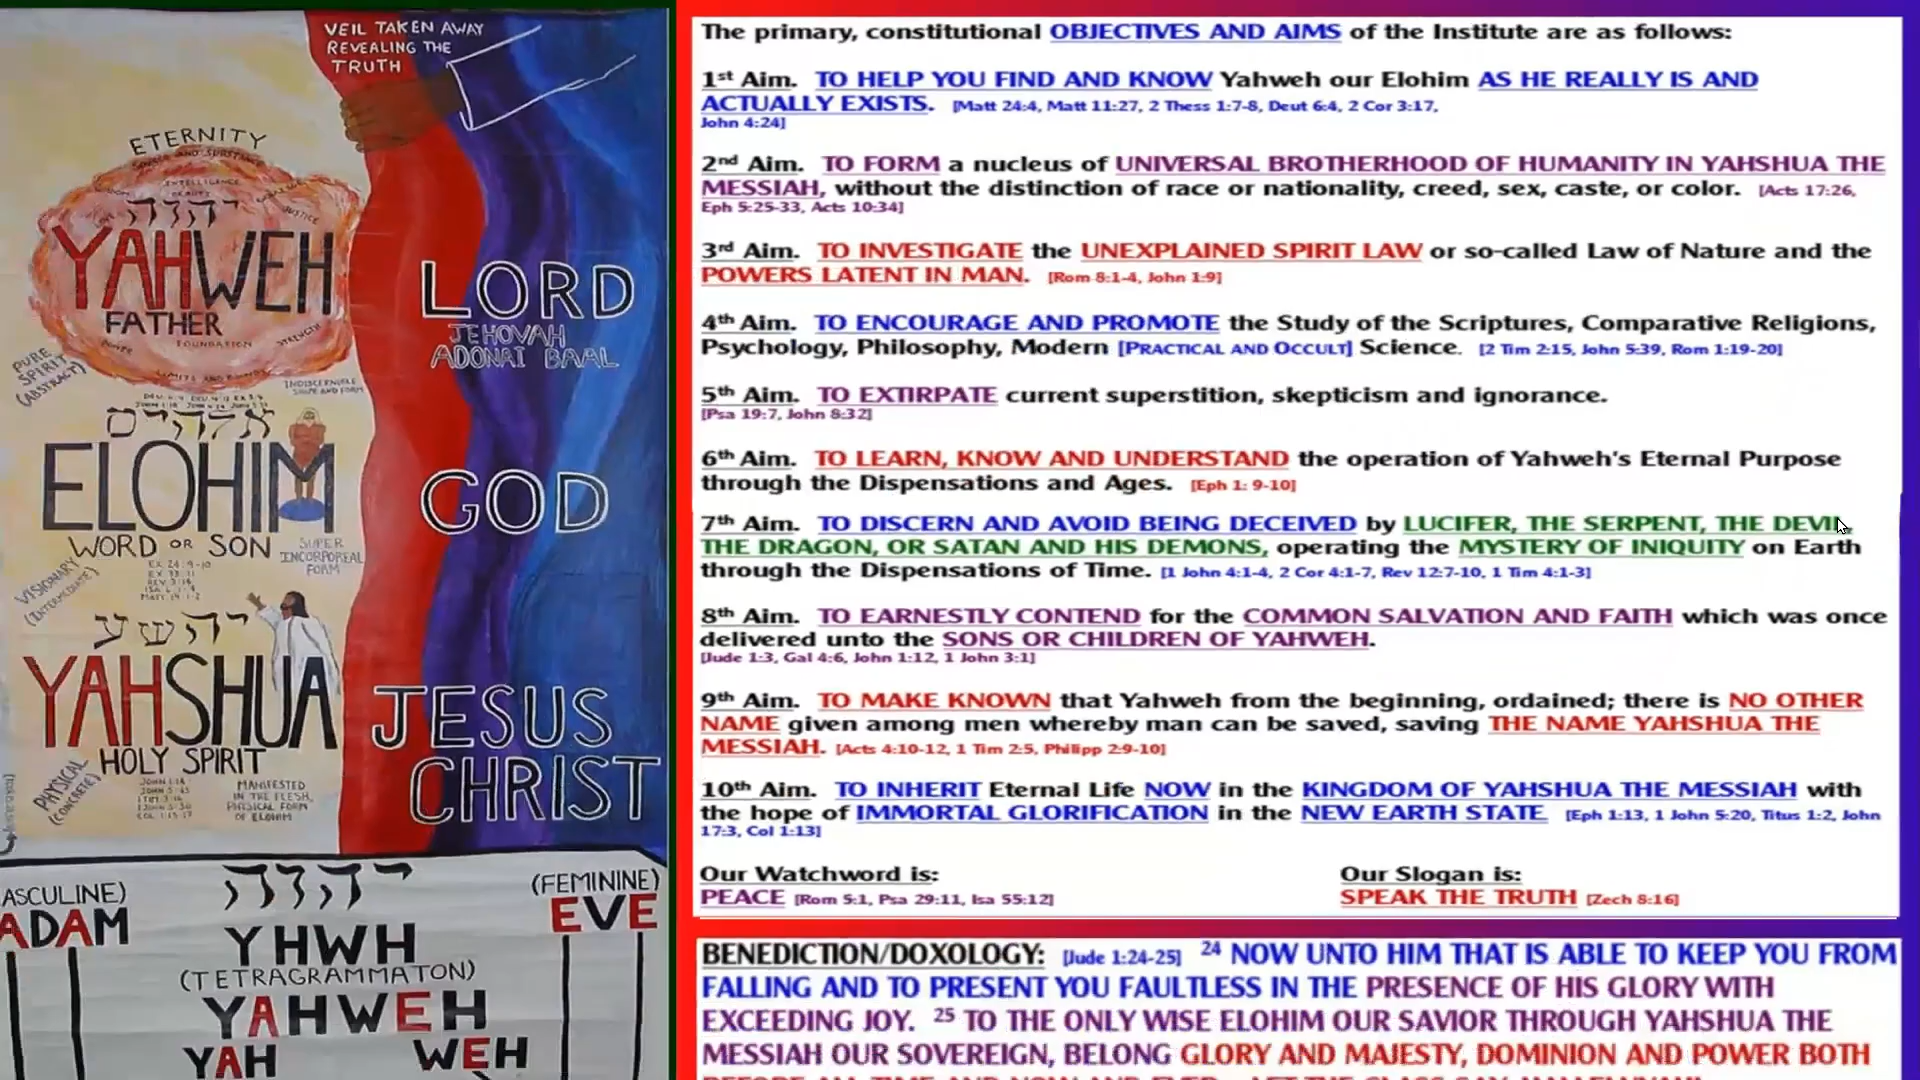 VEIL TAKEN AWAY
REVEALING THE
TRUTH
ETERNITY
INTELLIGENCE
JUSTICE
יהוה
YAHWEH
FATHER
STRENGTH
POWER
FOUNDATION
LIMITS AND BOUNDS
PURE
SPIRIT
(ABSTRACT)
INDISCERNIBLE
SHAPE AND FORM
LORD
JEHOVAH
ADONAI BAAL
אלהים
ELOHIM
WORD OR SON
SUPER
INCORPOREAL
FORM
VISIONARY
(INTERMEDIATE)
EX 24:9-10
EX 33:11
GOD
יהשע
YAHSHUA
HOLY SPIRIT
PHYSICAL
(CONCRETE)
MANIFESTED
IN THE FLESH,
PHYSICAL FORM
OF ELOHIM
JESUS
CHRIST
ASCULINE)
ADAM
יהוה
(FEMININE)
EVE
YHWH
(TETRAGRAMMATON)
YAHWEH
YAH WEH
The primary, constitutional OBJECTIVES AND AIMS of the Institute are as follows:
1st Aim. TO HELP YOU FIND AND KNOW Yahweh our Elohim AS HE REALLY IS AND
ACTUALLY EXISTS. [Matt 24:4, Matt 11:27, 2 Thess 1:7-8, Deut 6:4, 2 Cor 3:17,
John 4:24]
2nd Aim. TO FORM a nucleus of UNIVERSAL BROTHERHOOD OF HUMANITY IN YAHSHUA THE
MESSIAH, without the distinction of race or nationality, creed, sex, caste, or color. [Acts 17:26,
Eph 5:25-33, Acts 10:34]
3rd Aim. TO INVESTIGATE the UNEXPLAINED SPIRIT LAW or so-called Law of Nature and the
POWERS LATENT IN MAN. [Rom 8:1-4, John 1:9]
4th Aim. TO ENCOURAGE AND PROMOTE the Study of the Scriptures, Comparative Religions,
Psychology, Philosophy, Modern [PRACTICAL AND OCCULT] Science. [2 Tim 2:15, John 5:39, Rom 1:19-20]
5th Aim. TO EXTIRPATE current superstition, skepticism and ignorance.
[Psa 19:7, John 8:32]
6th Aim. TO LEARN, KNOW AND UNDERSTAND the operation of Yahweh's Eternal Purpose
through the Dispensations and Ages. [Eph 1: 9-10]
7th Aim. TO DISCERN AND AVOID BEING DECEIVED by LUCIFER, THE SERPENT, THE DEVIL
THE DRAGON, OR SATAN AND HIS DEMONS, operating the MYSTERY OF INIQUITY on Earth
through the Dispensations of Time. [1 John 4:1-4, 2 Cor 4:1-7, Rev 12:7-10, 1 Tim 4:1-3]
8th Aim. TO EARNESTLY CONTEND for the COMMON SALVATION AND FAITH which was once
delivered unto the SONS OR CHILDREN OF YAHWEH.
[Jude 1:3, Gal 4:6, John 1:12, 1 John 3:1]
9th Aim. TO MAKE KNOWN that Yahweh from the beginning, ordained; there is NO OTHER
NAME given among men whereby man can be saved, saving THE NAME YAHSHUA THE
MESSIAH. [Acts 4:10-12, 1 Tim 2:5, Philipp 2:9-10]
10th Aim. TO INHERIT Eternal Life NOW in the KINGDOM OF YAHSHUA THE MESSIAH with
the hope of IMMORTAL GLORIFICATION in the NEW EARTH STATE [Eph 1:13, 1 John 5:20, Titus 1:2, John
17:3, Col 1:13]
Our Watchword is: Our Slogan is:
PEACE [Rom 5:1, Psa 29:11, Isa 55:12] SPEAK THE TRUTH [Zech 8:16]
BENEDICTION/DOXOLOGY: [Jude 1:24-25] 24 NOW UNTO HIM THAT IS ABLE TO KEEP YOU FROM
FALLING AND TO PRESENT YOU FAULTLESS IN THE PRESENCE OF HIS GLORY WITH
EXCEEDING JOY. 25 TO THE ONLY WISE ELOHIM OUR SAVIOR THROUGH YAHSHUA THE
MESSIAH OUR SOVEREIGN, BELONG GLORY AND MAJESTY, DOMINION AND POWER BOTH